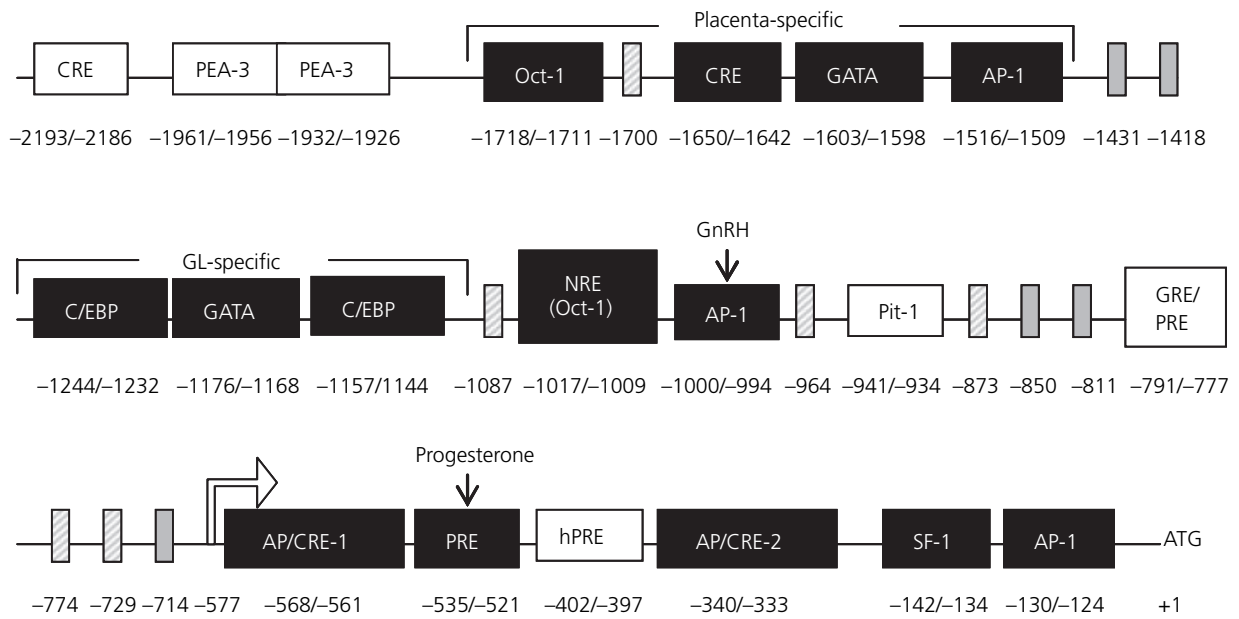 Placenta-specific
CRE PEA-3 PEA-3 Oct-1 CRE GATA AP-1
–2193/–2186 –1961/–1956 –1932/–1926 –1718/–1711 –1700 –1650/–1642 –1603/–1598 –1516/–1509 –1431 –1418
GnRH
GL-specific
C/EBP GATA C/EBP NRE (Oct-1) AP-1 Pit-1 GRE/ PRE
–1244/–1232 –1176/–1168 –1157/1144 –1087 –1017/–1009 –1000/–994 –964 –941/–934 –873 –850 –811 –791/–777
Progesterone
AP/CRE-1 PRE hPRE AP/CRE-2 SF-1 AP-1 ATG
–774 –729 –714 –577 –568/–561 –535/–521 –402/–397 –340/–333 –142/–134 –130/–124 +1